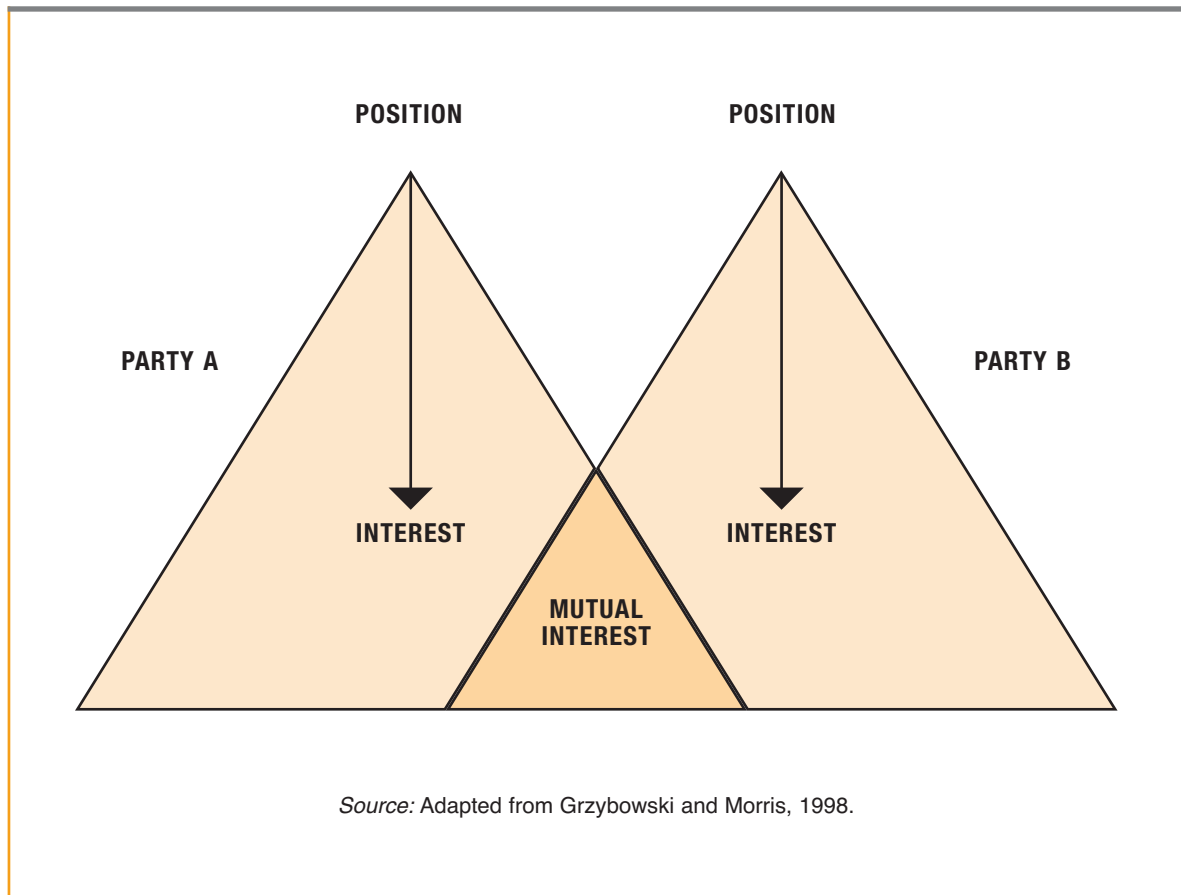 POSITION
POSITION
PARTY A
PARTY B
INTEREST
INTEREST
MUTUAL
INTEREST
Source: Adapted from Grzybowski and Morris, 1998.